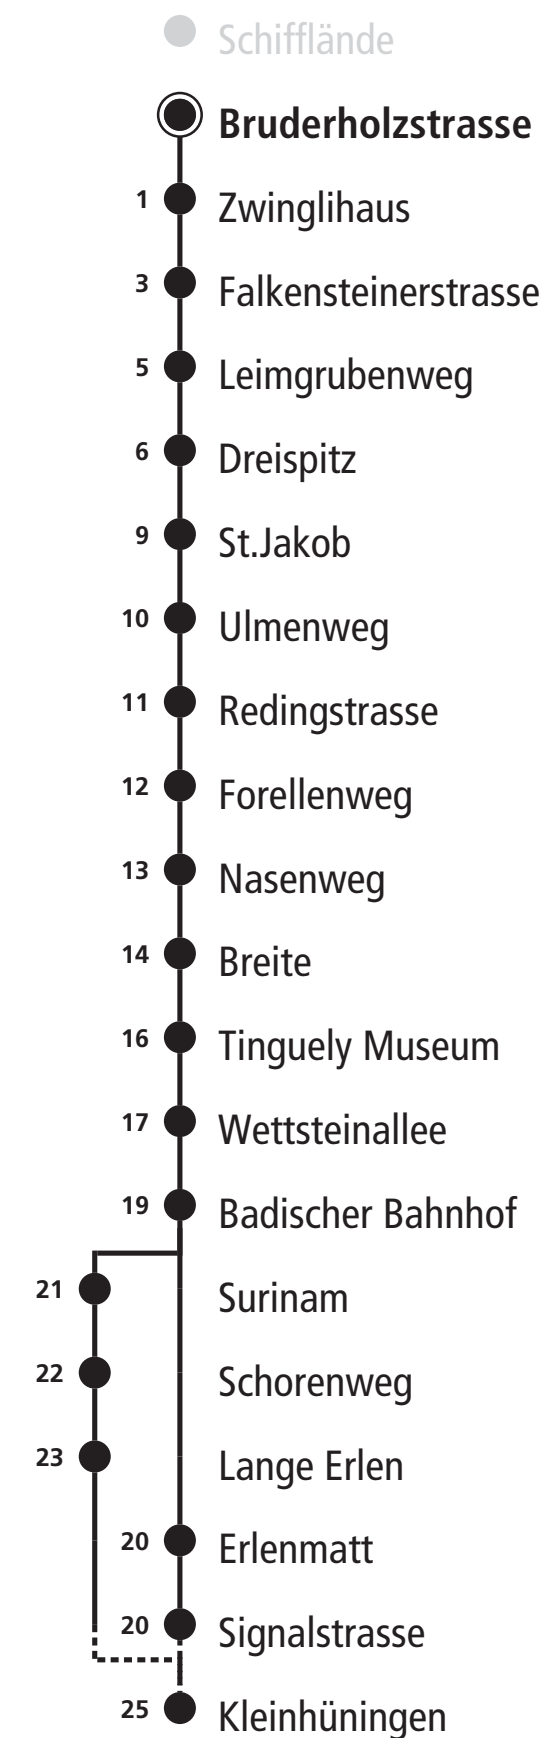 Schifflände
Bruderholzstrasse
1 Zwinglihaus
3 Falkensteinerstrasse
5 Leimgrubenweg
6 Dreispitz
9 St.Jakob
10 Ulmenweg
11 Redingstrasse
12 Forellenweg
13 Nasenweg
14 Breite
16 Tinguely Museum
17 Wettsteinallee
19 Badischer Bahnhof
21 Surinam
22 Schorenweg
23 Lange Erlen
20 Erlenmatt
20 Signalstrasse
25 Kleinhüningen